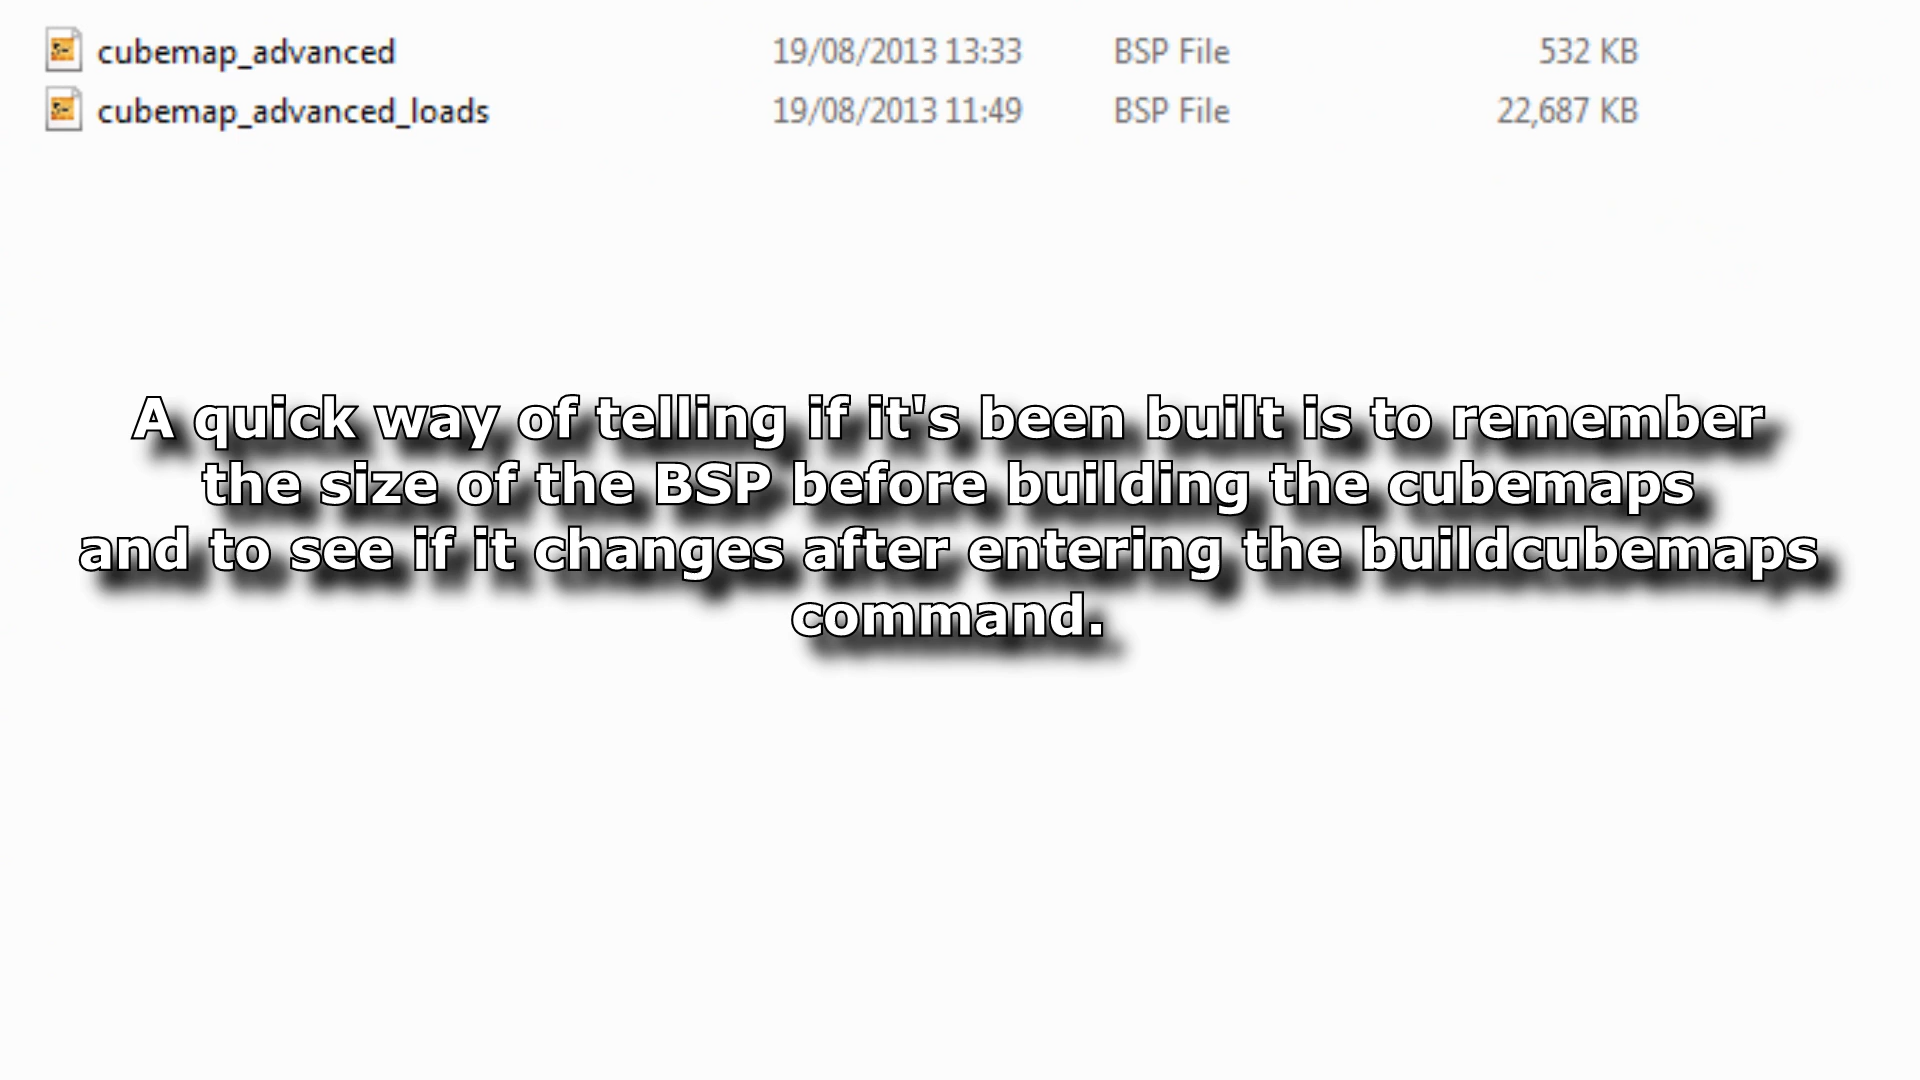 cubemap_advanced 19/08/2013 13:33 BSP File 532 KB
cubemap_advanced_loads 19/08/2013 11:49 BSP File 22,687 KB
A quick way of telling if it's been built is to remember
the size of the BSP before building the cubemaps
and to see if it changes after entering the buildcubemaps
command.